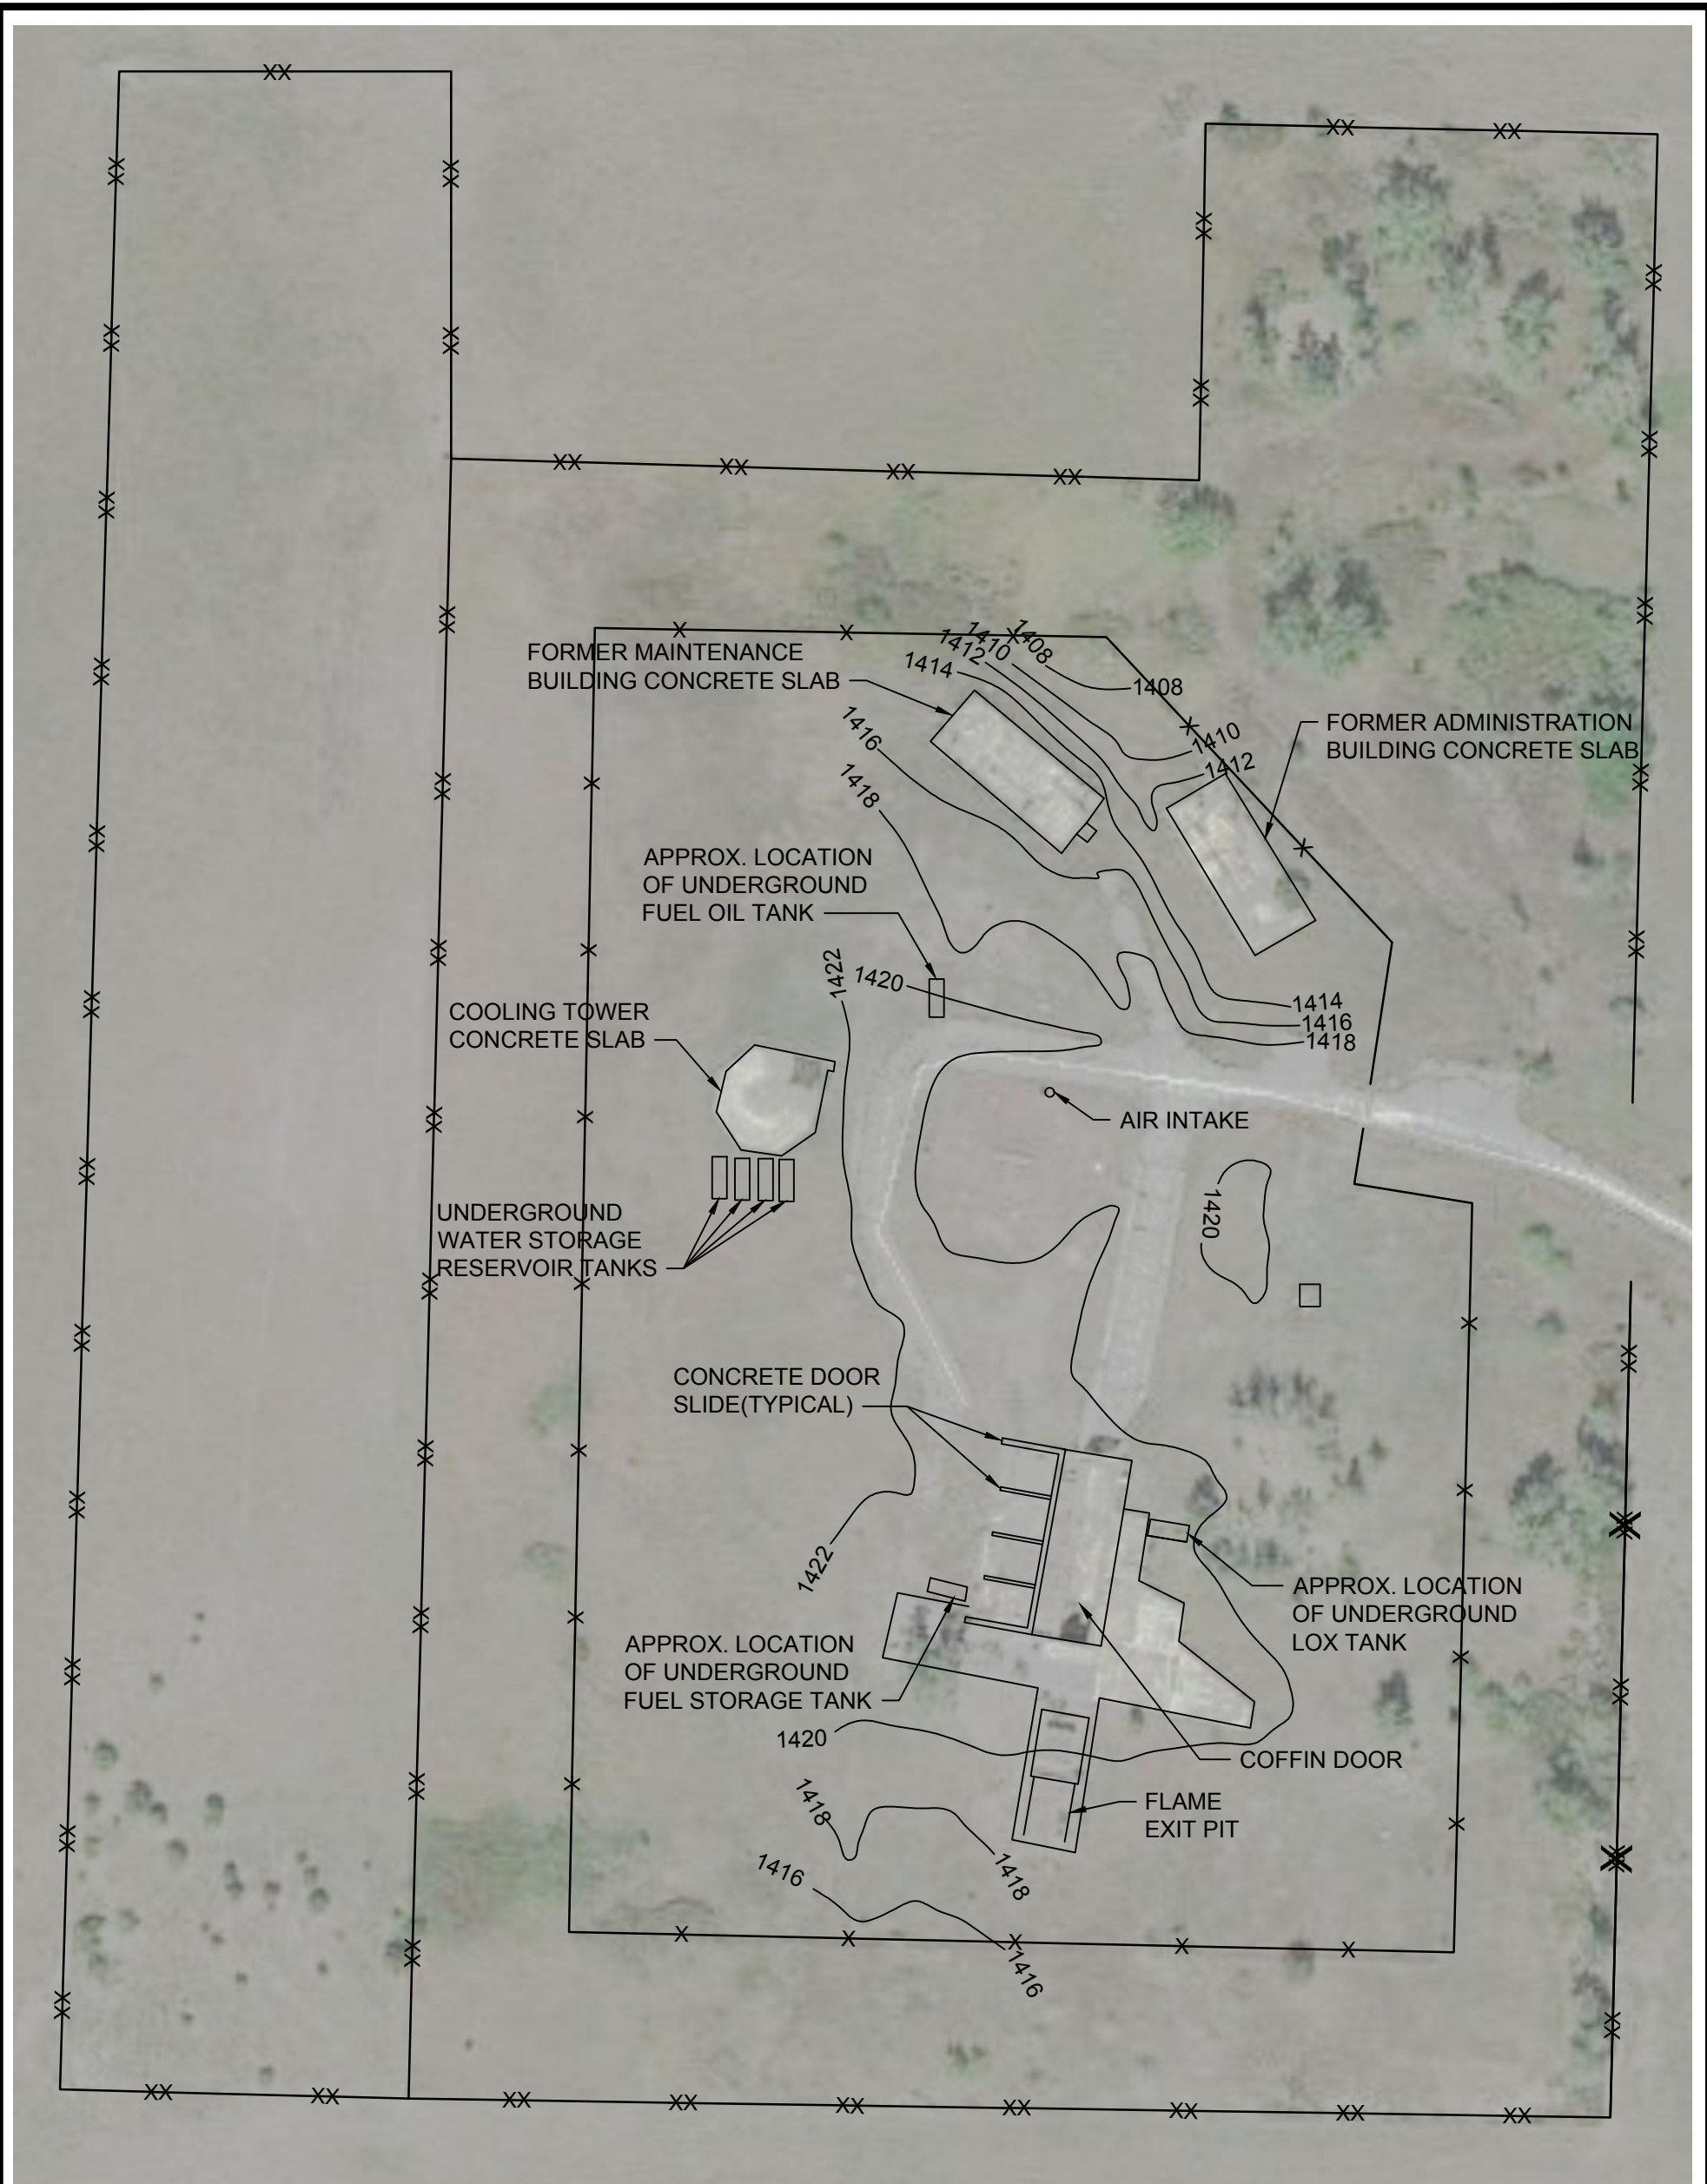 1408
1410
1412
1414
FORMER MAINTENANCE
BUILDING CONCRETE SLAB
1408
1416
1410
FORMER ADMINISTRATION
BUILDING CONCRETE SLAB
1412
1418
APPROX. LOCATION
OF UNDERGROUND
FUEL OIL TANK
1422
1420
1414
1416
1418
COOLING TOWER
CONCRETE SLAB
AIR INTAKE
1420
UNDERGROUND
WATER STORAGE
RESERVOIR TANKS
CONCRETE DOOR
SLIDE(TYPICAL)
1422
APPROX. LOCATION
OF UNDERGROUND
LOX TANK
APPROX. LOCATION
OF UNDERGROUND
FUEL STORAGE TANK
1420
COFFIN DOOR
1418
FLAME
EXIT PIT
1416
1418
1416